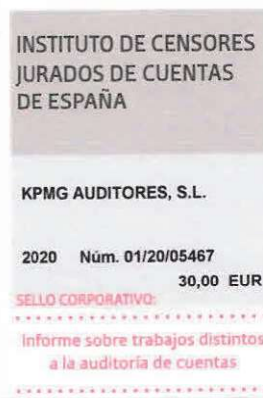 INSTITUTO DE CENSORES
JURADOS DE CUENTAS
DE ESPAÑA
KPMG AUDITORES, S.L.
2020 Núm. 01/20/05467
30,00 EUR
SELLO CORPORATIVO:
Informe sobre trabajos distintos
a la auditoría de cuentas